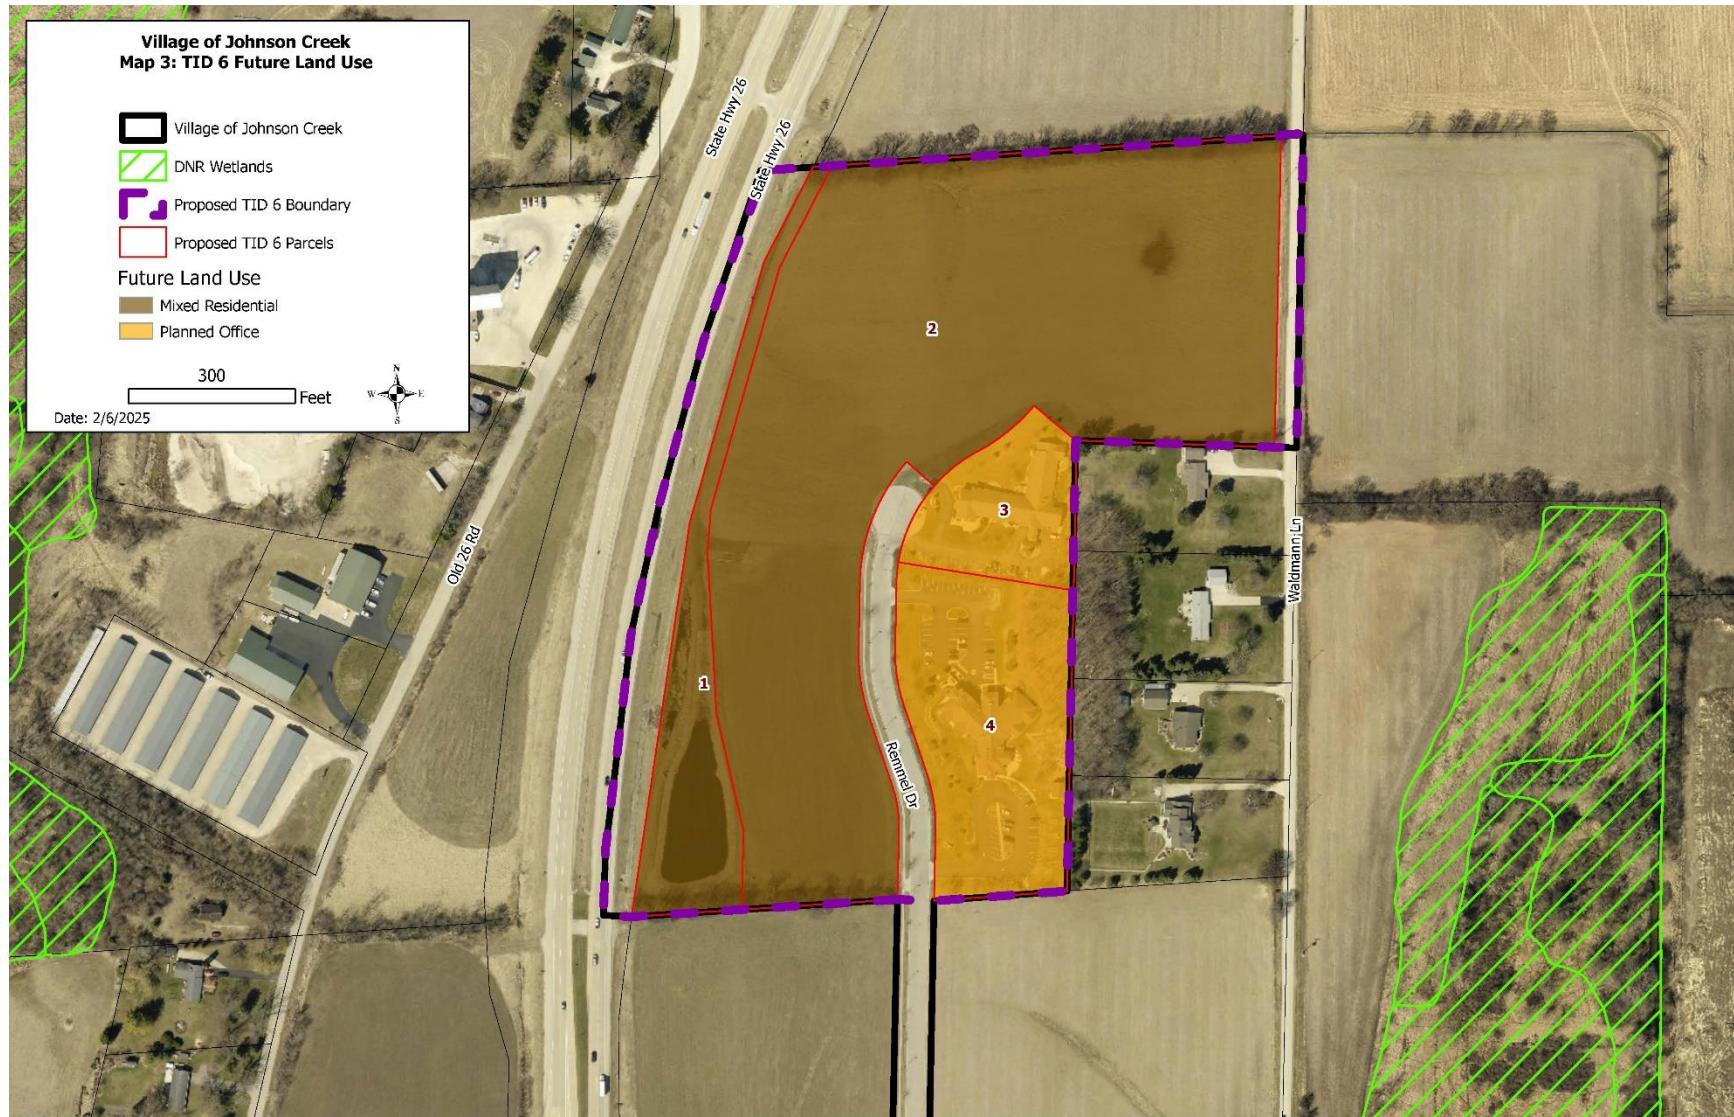 Village of Johnson Creek
Map 3: TID 6 Future Land Use
Village of Johnson Creek
DNR Wetlands
Proposed TID 6 Boundary
Proposed TID 6 Parcels
Future Land Use
Mixed Residential
Planned Office
300
Feet
N
W
E
S
Date: 2/6/2025
State Hwy 26
State Hwy 26
2
3
Old 26 Rd
Waldmann Ln
1
4
Remmel Dr